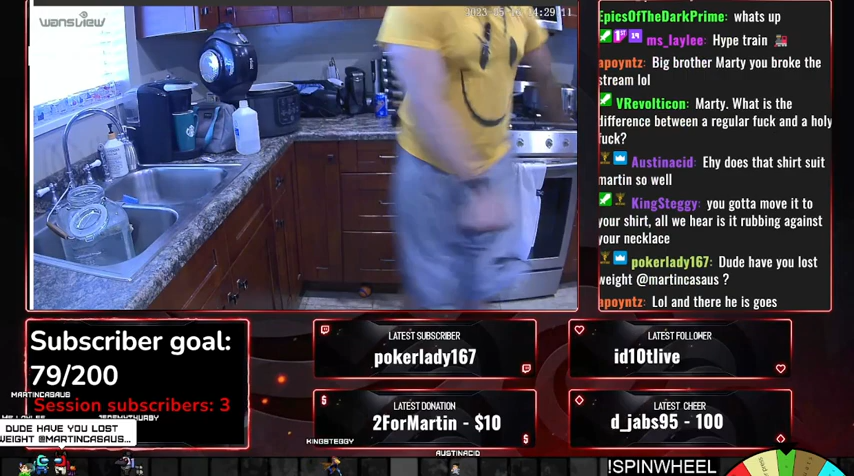 wansview
EpicsOfTheDarkPrime: whats up
ms_laylee: Hype train
apoyntz: Big brother Marty you broke the
stream lol
VRevolticon: Marty. What is the
difference between a regular fuck and a holy
fuck?
Austinacid: Ehy does that shirt suit
martin so well
KingSteggy: you gotta move it to
your shirt, all we hear is it rubbing against
your necklace
pokerlady167: Dude have you lost
weight @martincasaus ?
apoyntz: Lol and there he is goes
Subscriber goal:
79/200
Session subscribers: 3
MARTINCASAUS
DUDE HAVE YOU LOST
WEIGHT @MARTINCASAUS...
LATEST SUBSCRIBER
pokerlady167
LATEST FOLLOWER
id10tlive
LATEST DONATION
2ForMartin - $10
LATEST CHEER
d_jabs95 - 100
KINGSTEGGY
AUSTINACID
!SPINWHEEL